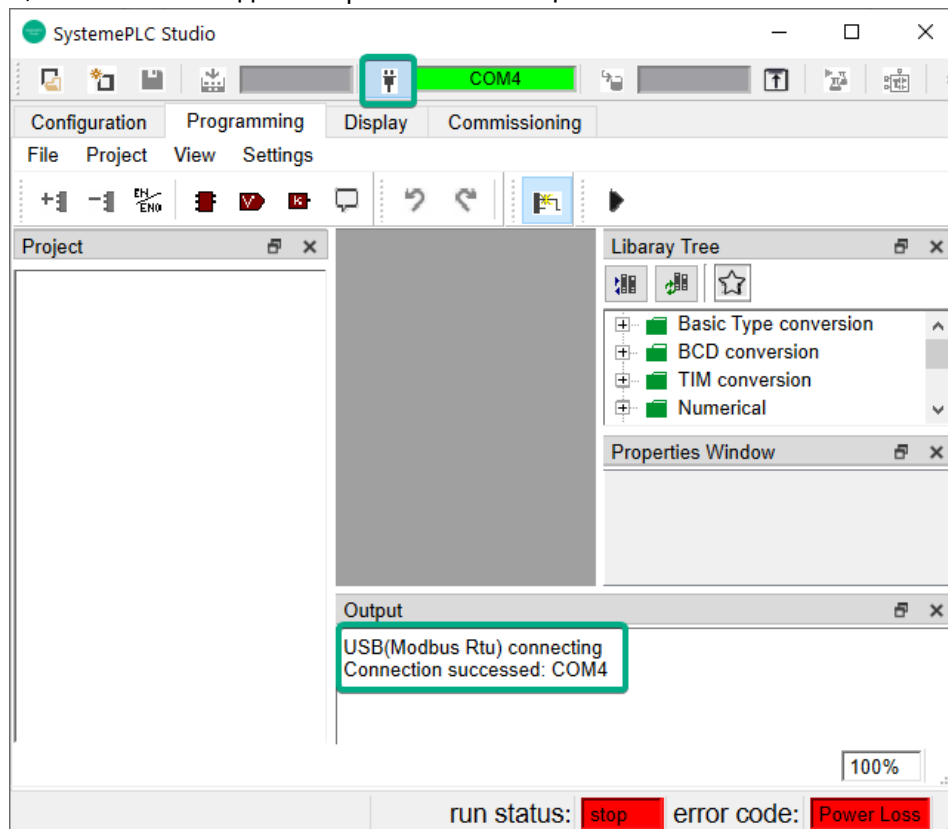 SystemePLC Studio
COM4
Configuration Programming Display Commissioning
File Project View Settings
EN/ENO
V
K
Project
Libaray Tree
Basic Type conversion
BCD conversion
TIM conversion
Numerical
Properties Window
Output
USB(Modbus Rtu) connecting
Connection successed: COM4
100%
run status: stop error code: Power Loss